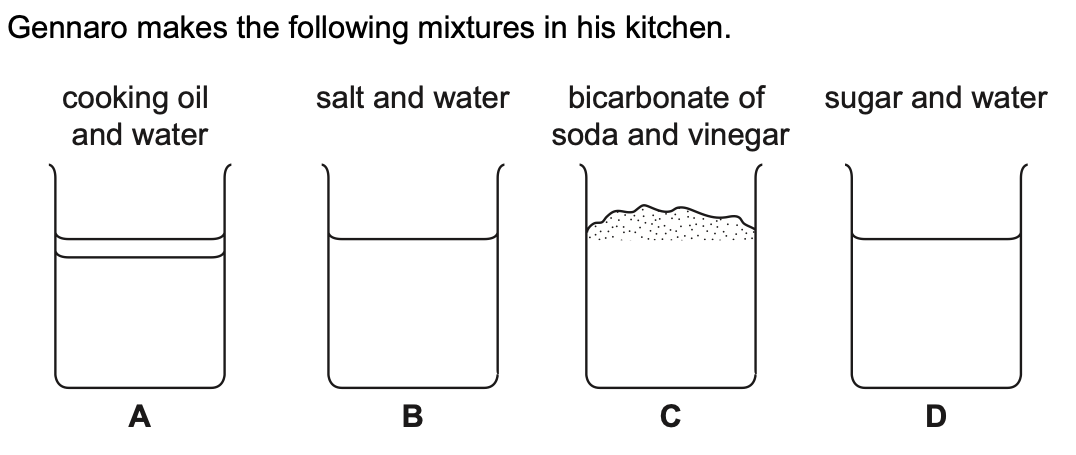 Gennaro makes the following mixtures in his kitchen.
cooking oil
and water
salt and water
bicarbonate of
soda and vinegar
sugar and water
A
B
C
D